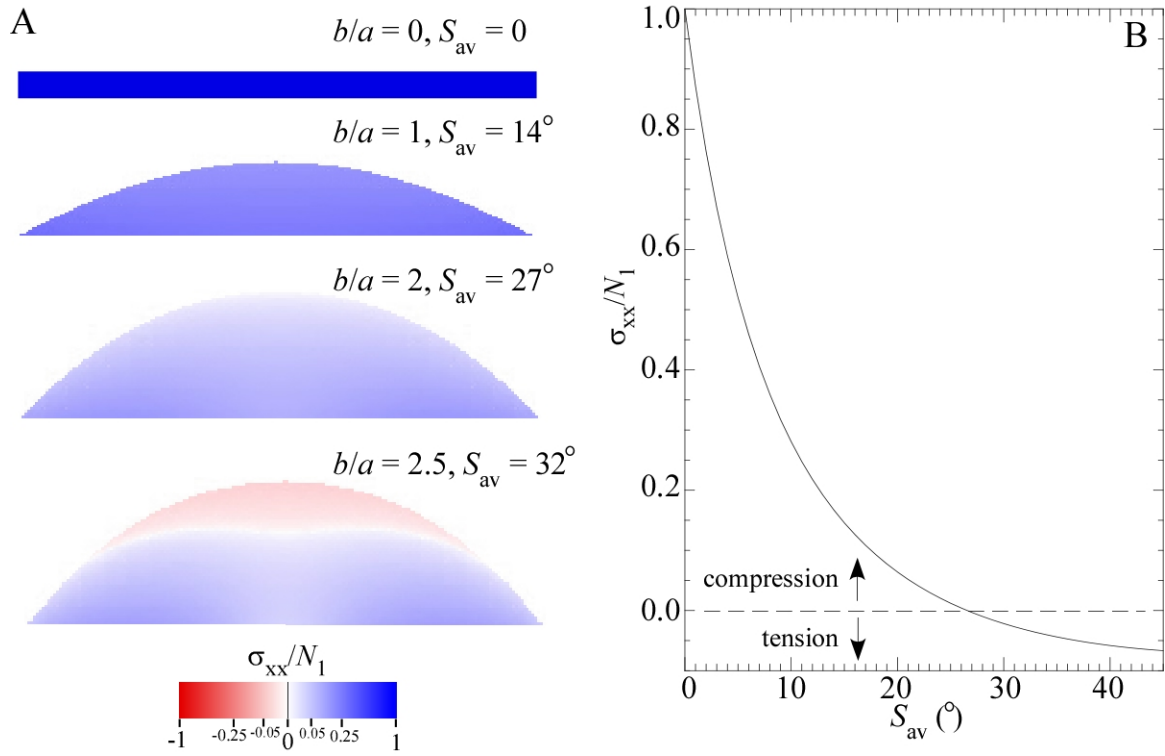 A
b/a = 0, S_av = 0
b/a = 1, S_av = 14°
b/a = 2, S_av = 27°
b/a = 2.5, S_av = 32°
σ_xx/N_1
-1 -0.25 -0.05 0 0.05 0.25 1
B
1.0
0.8
0.6
0.4
0.2
0.0
σ_xx/N_1
compression
tension
0 10 20 30 40
S_av (°)